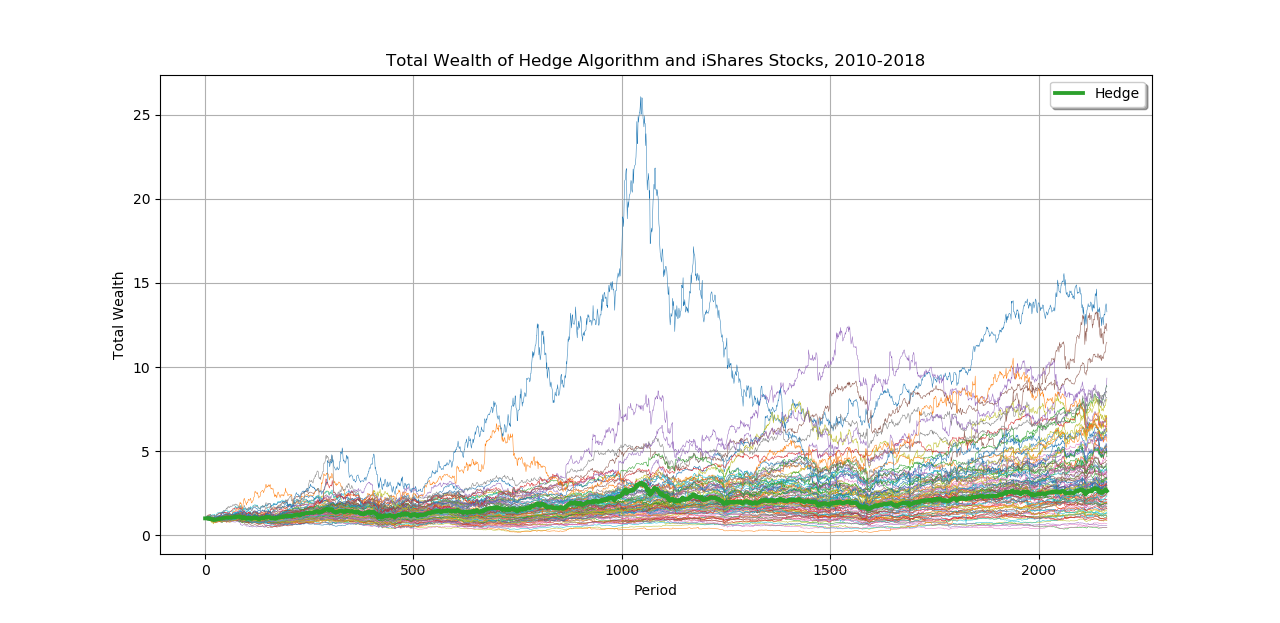 Total Wealth of Hedge Algorithm and iShares Stocks, 2010-2018
Hedge
25
20
15
10
5
0
Total Wealth
0 500 1000 1500 2000
Period